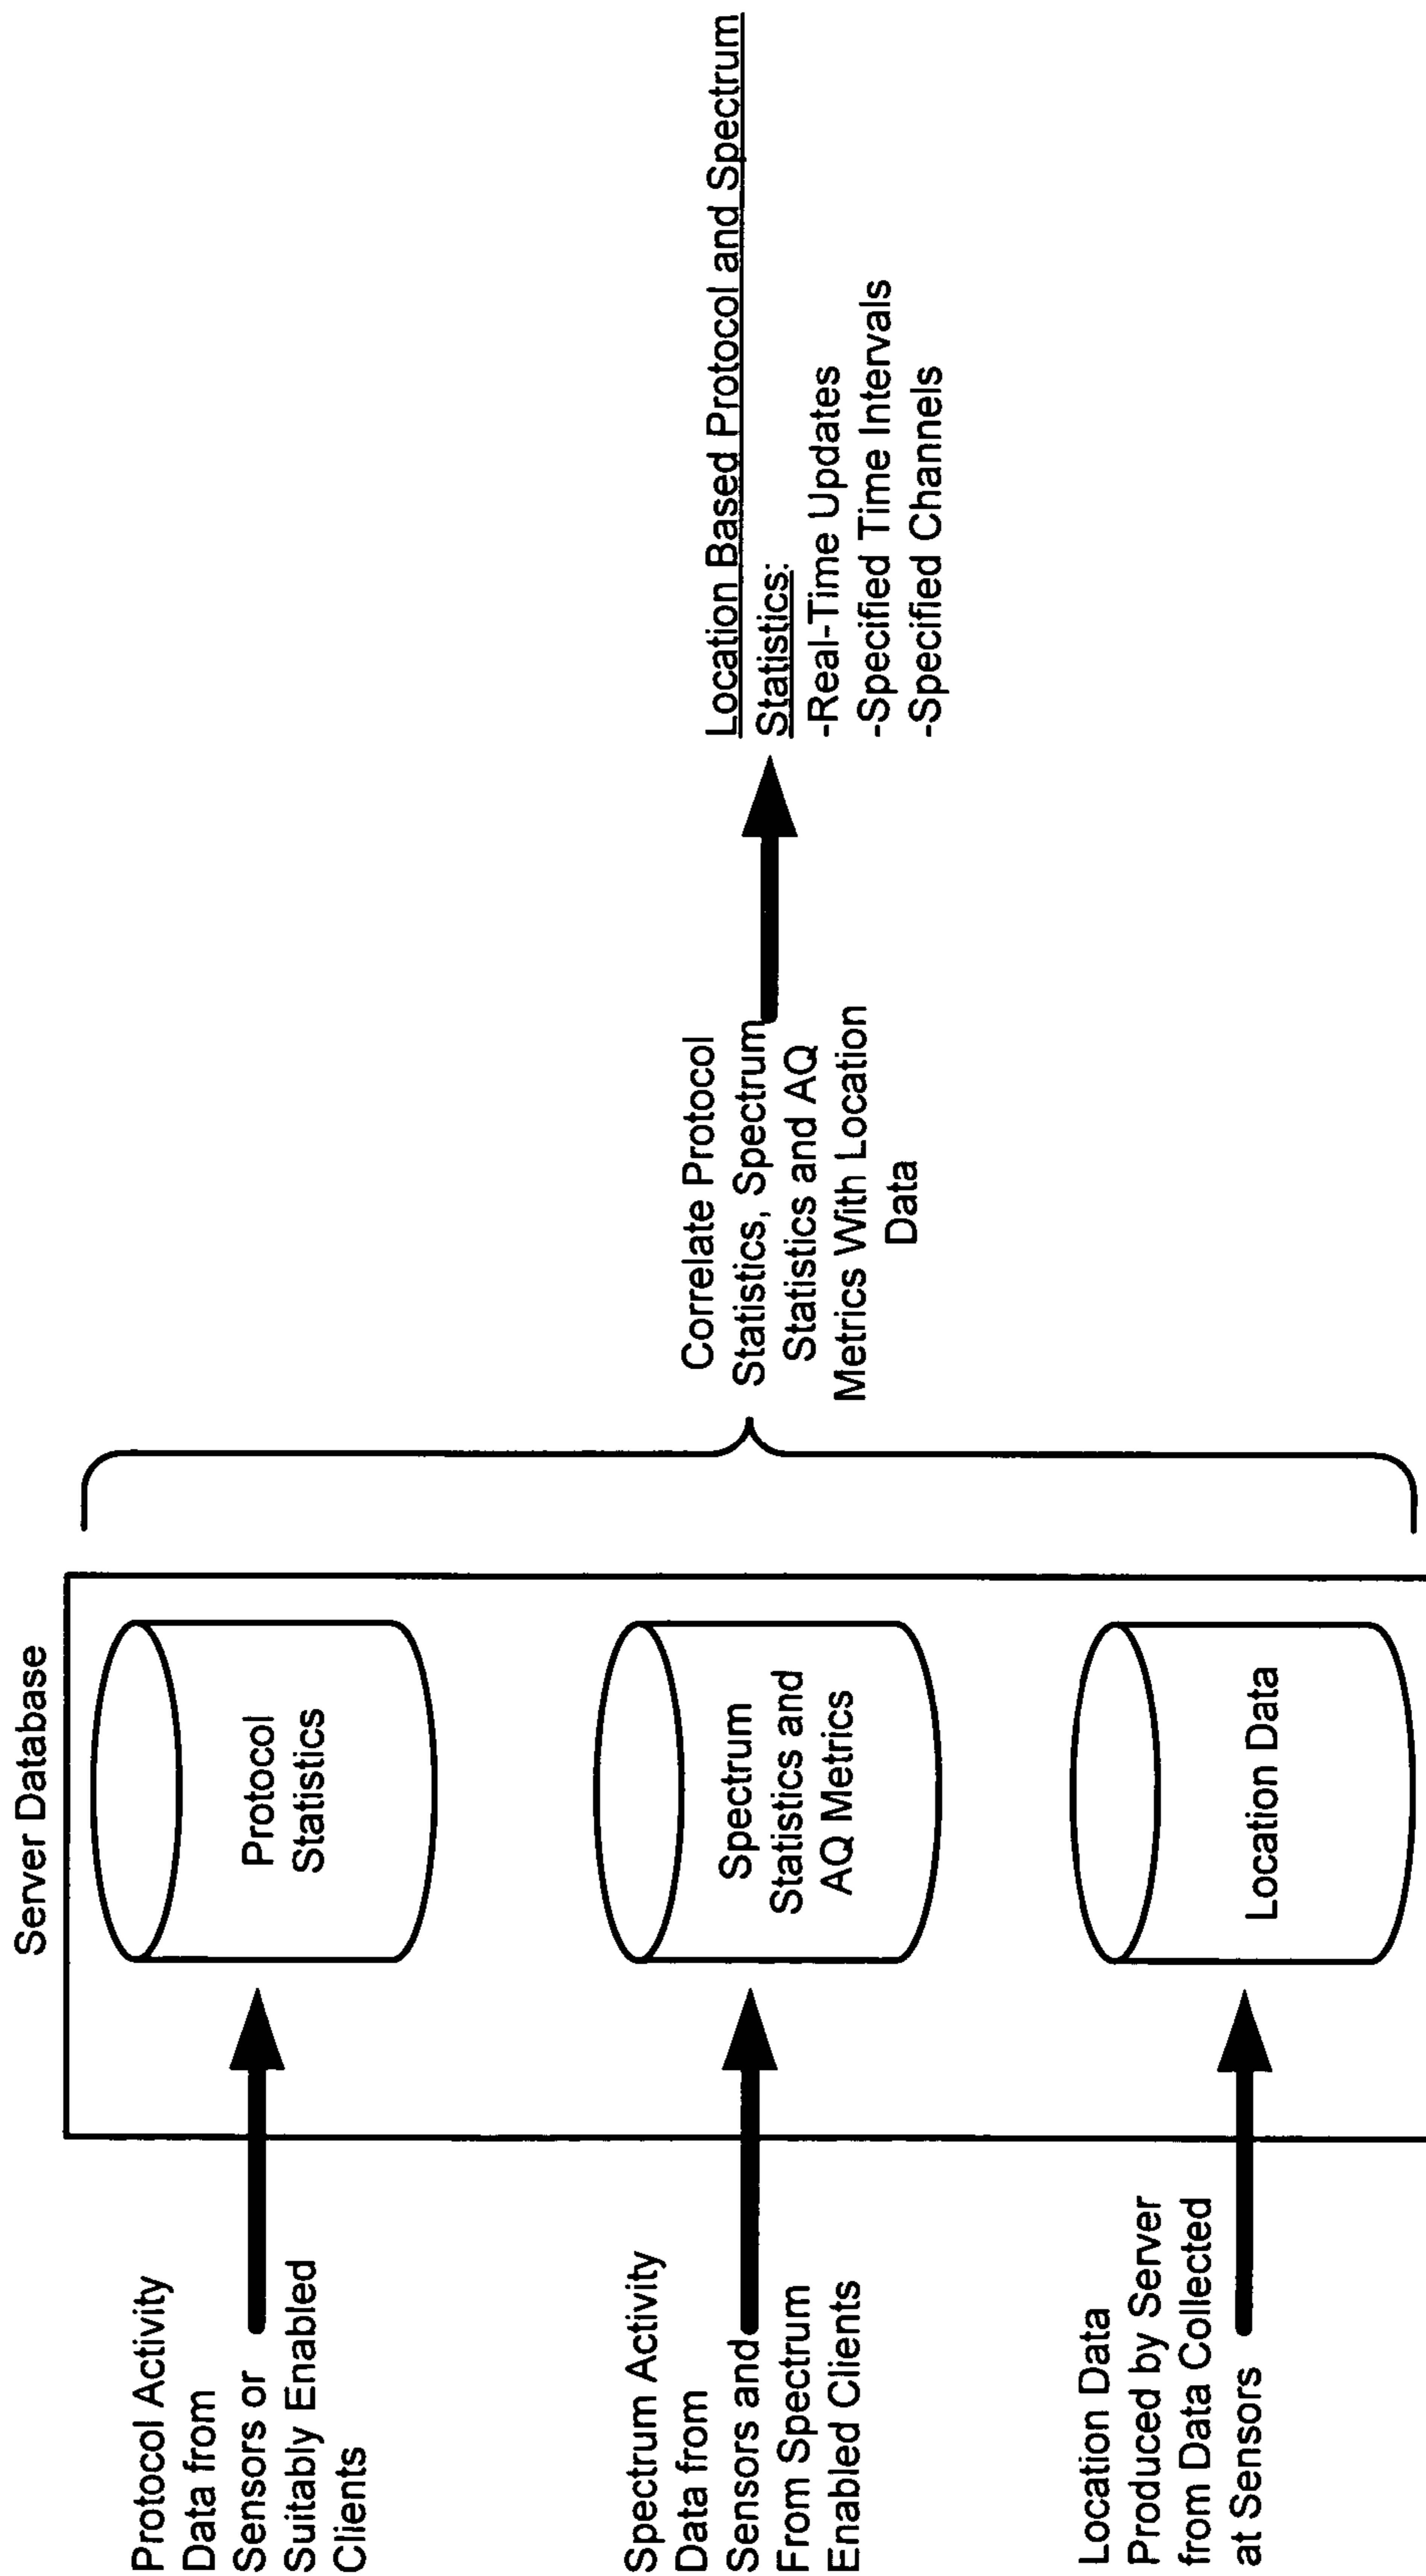 Server Database
Protocol Activity
Data from
Sensors or
Suitably Enabled
Clients
Protocol
Statistics
Spectrum Activity
Data from
Sensors and
From Spectrum
Enabled Clients
Spectrum
Statistics and
AQ Metrics
Location Data
Produced by Server
from Data Collected
at Sensors
Location Data
Correlate Protocol
Statistics, Spectrum
Statistics and AQ
Metrics With Location
Data
Location Based Protocol and Spectrum
Statistics:
-Real-Time Updates
-Specified Time Intervals
-Specified Channels